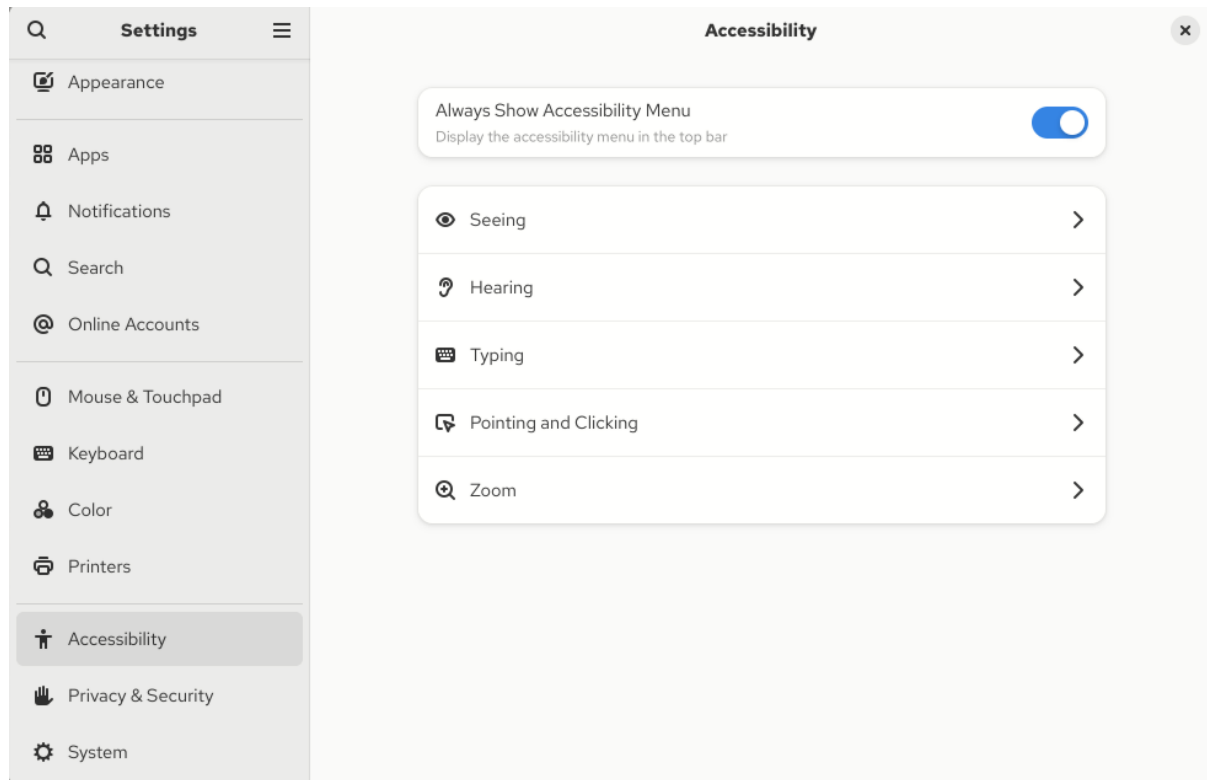 Settings
Appearance
Apps
Notifications
Search
Online Accounts
Mouse & Touchpad
Keyboard
Color
Printers
Accessibility
Privacy & Security
System
Accessibility
Always Show Accessibility Menu
Display the accessibility menu in the top bar
Seeing
Hearing
Typing
Pointing and Clicking
Zoom